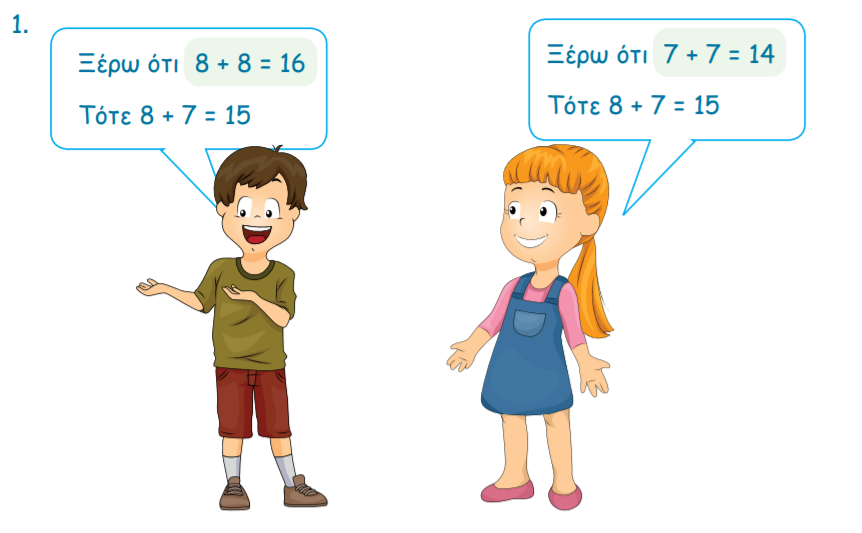 1.
Ξέρω ότι 8 + 8 = 16
Τότε 8 + 7 = 15
Ξέρω ότι 7 + 7 = 14
Τότε 8 + 7 = 15